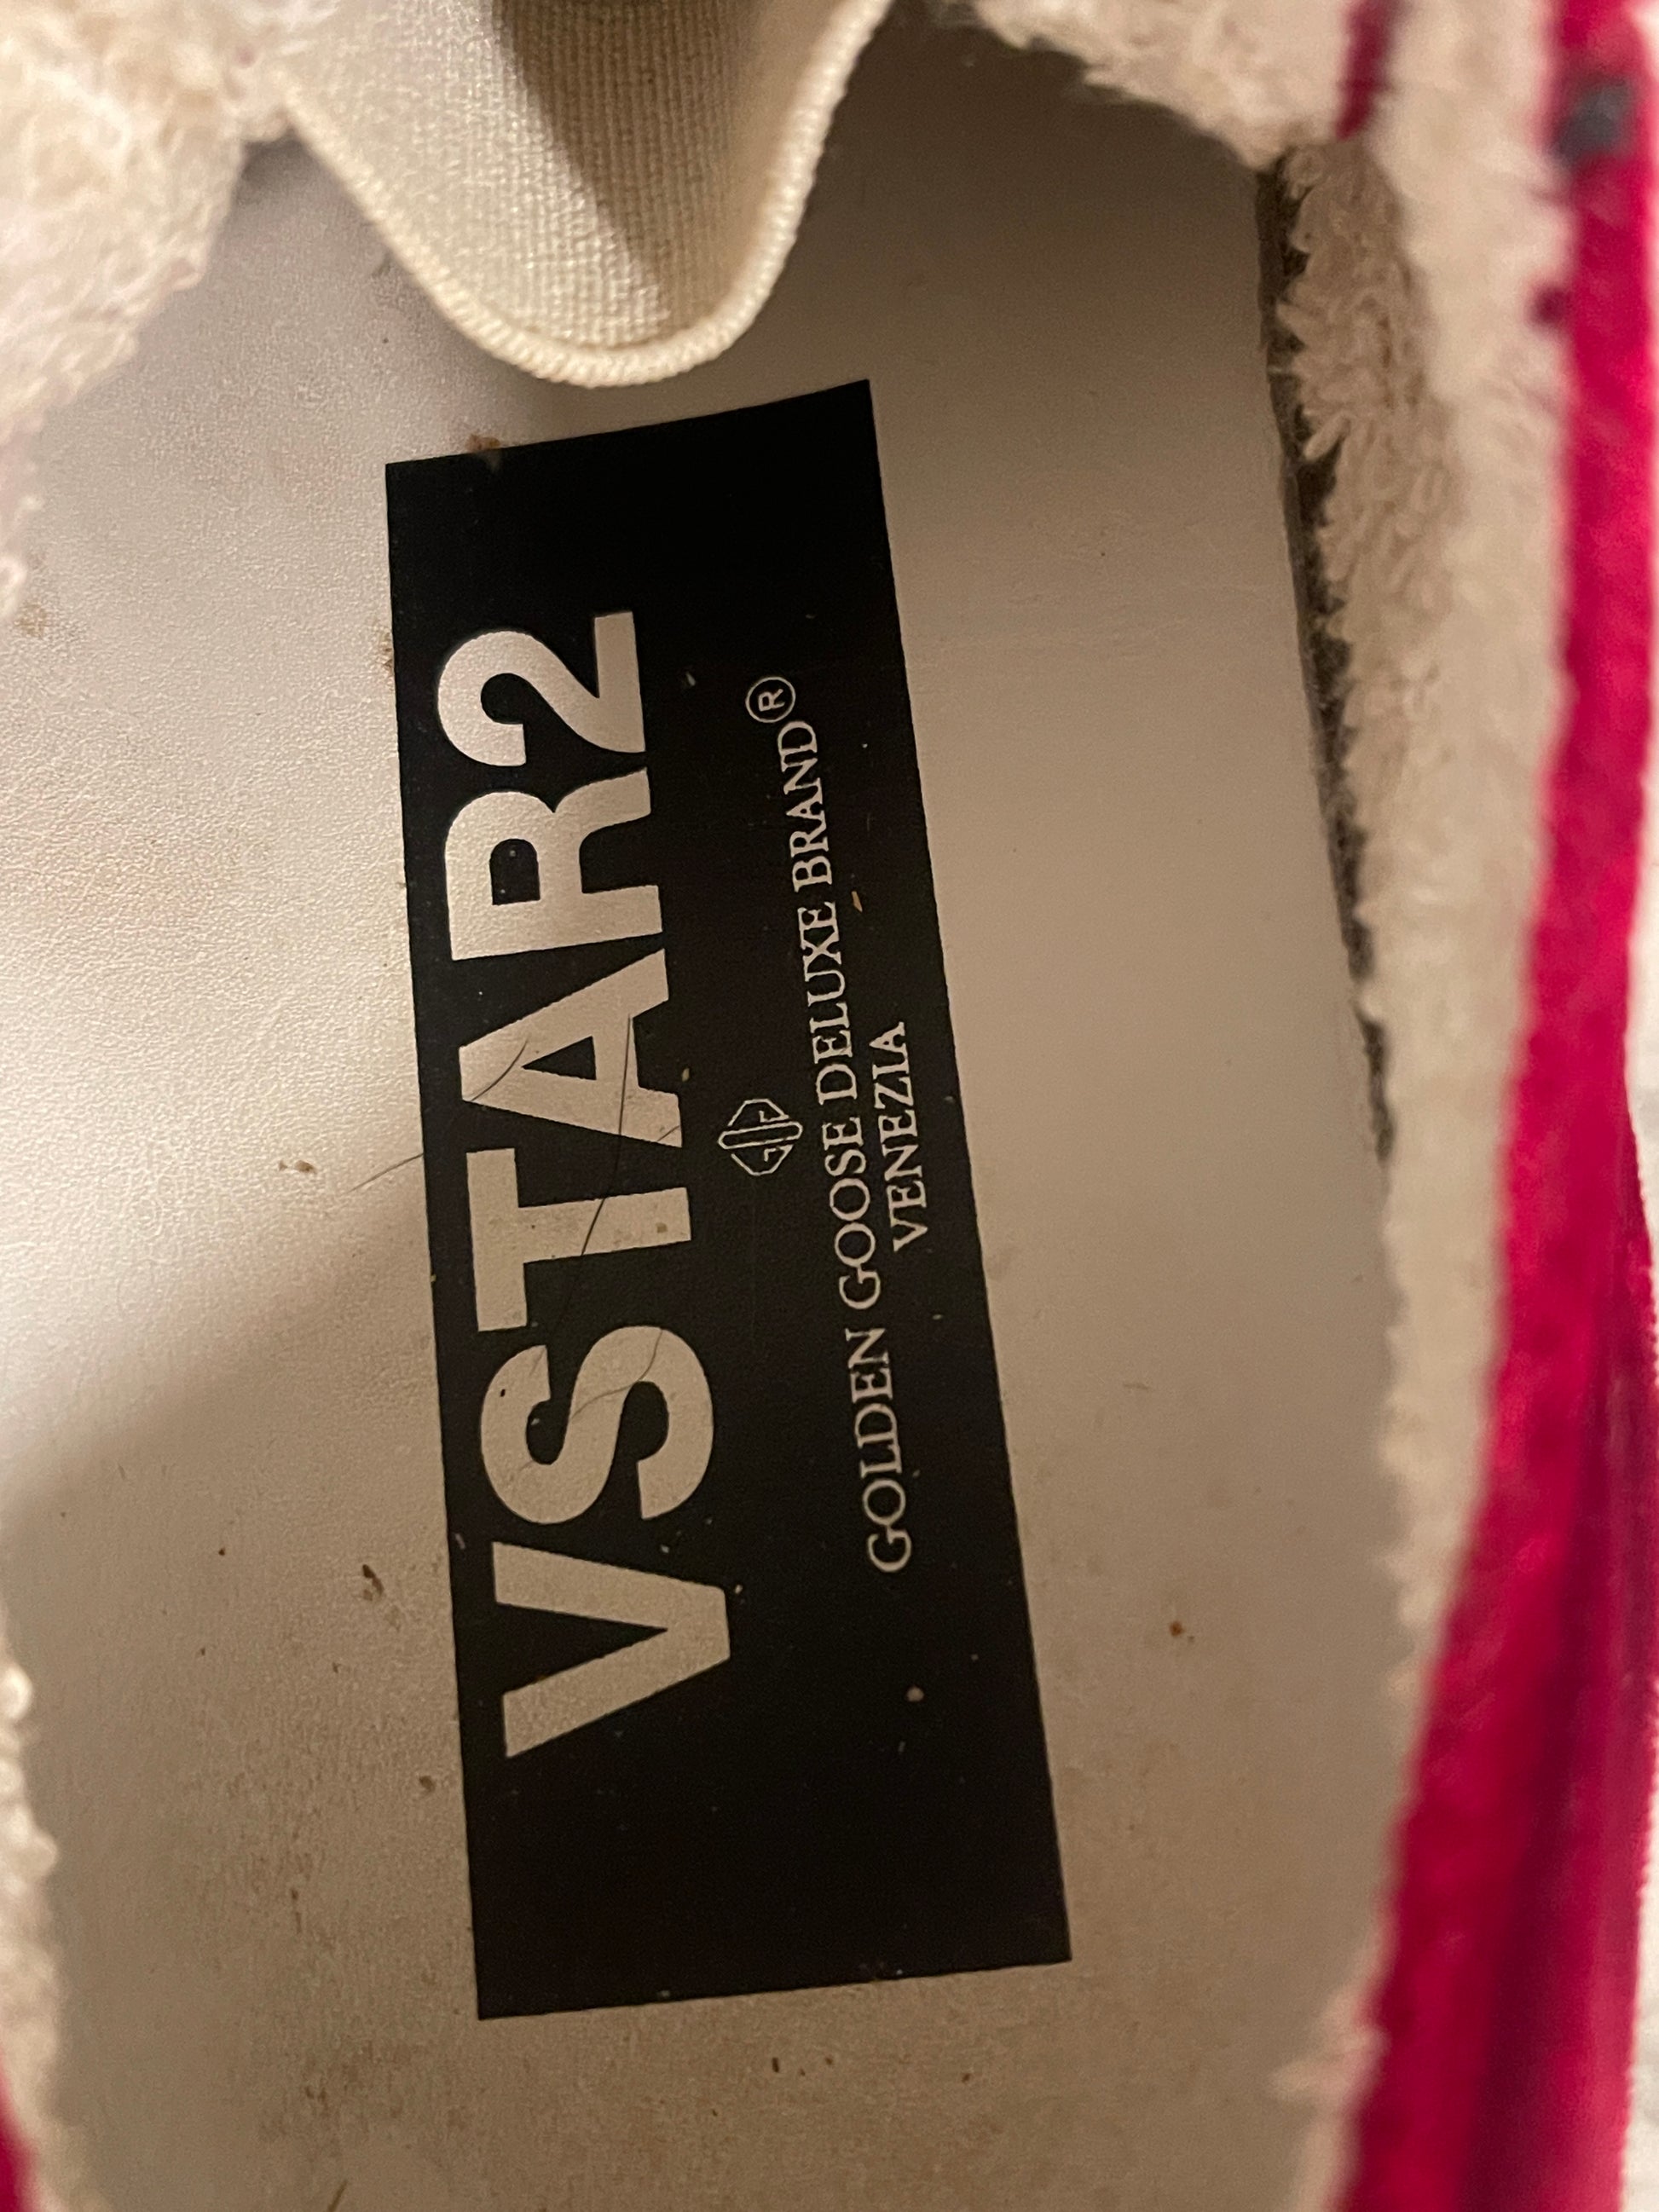 VSTAR2
GOLDEN GOOSE DELUXE BRAND®
VENEZIA